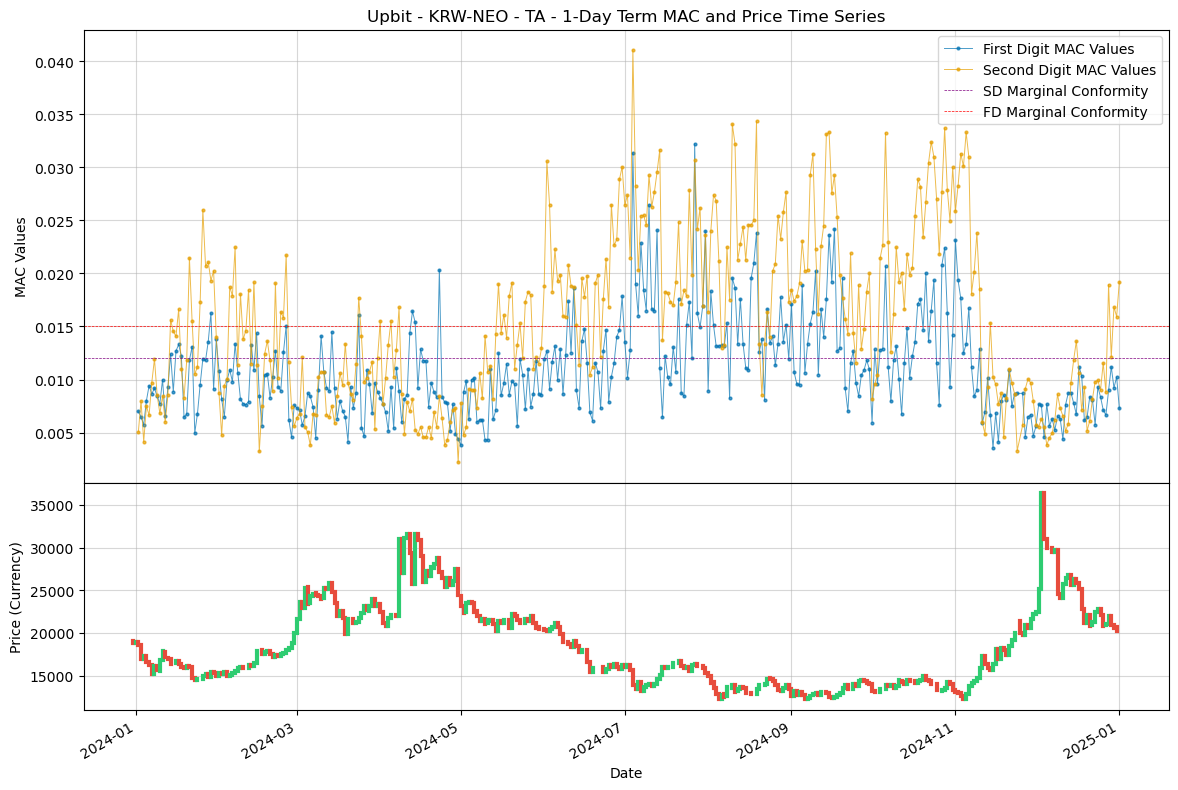 Upbit - KRW-NEO - TA - 1-Day Term MAC and Price Time Series
First Digit MAC Values
Second Digit MAC Values
SD Marginal Conformity
FD Marginal Conformity
MAC Values
0.040
0.035
0.030
0.025
0.020
0.015
0.010
0.005
Price (Currency)
35000
30000
25000
20000
15000
2024-01
2024-03
2024-05
2024-07
2024-09
2024-11
2025-01
Date